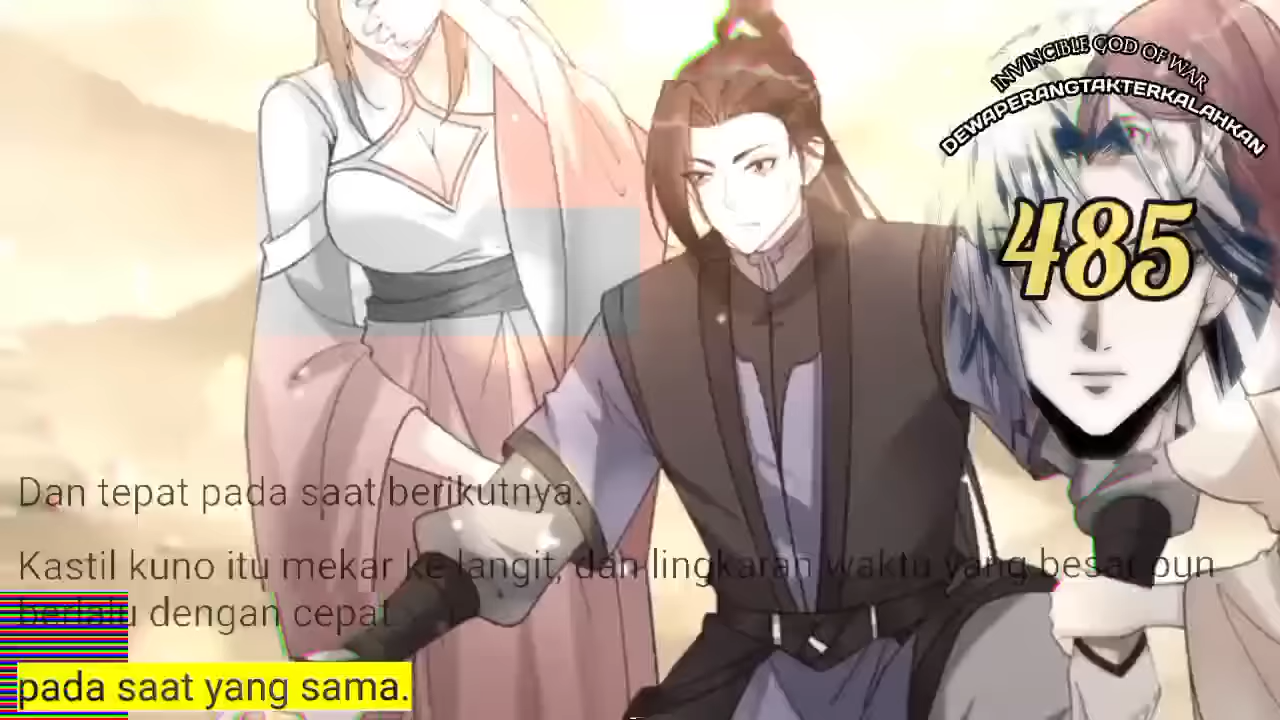 INVINCIBLE GOD OF WAR
DEWAPERANGTAKTERKALAHKAN
485
Dan tepat pada saat berikutnya.
Kastil kuno itu mekar ke langit, dan lingkaran waktu yang besar pun
berlalu dengan cepat
pada saat yang sama.